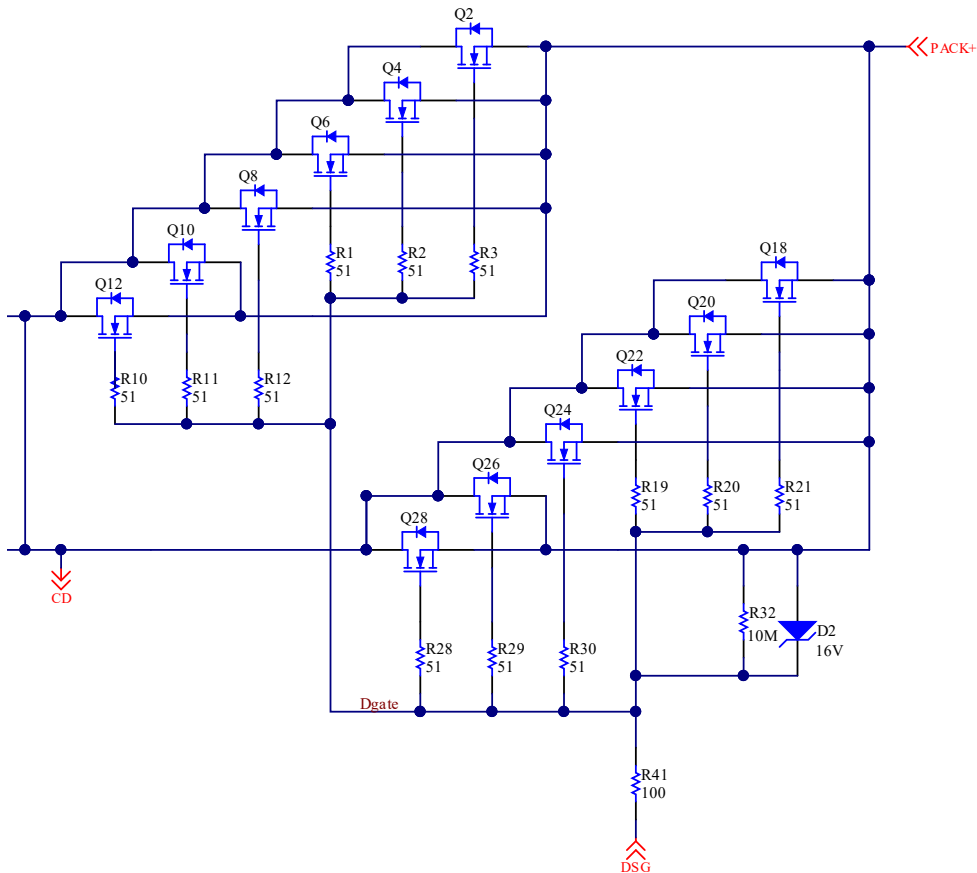 Q2
PACK+
Q4
Q6
Q8
Q10
R1
51
R2
51
R3
51
Q18
Q12
Q20
Q22
R10
51
R11
51
R12
51
Q24
Q26
R19
51
R20
51
R21
51
Q28
CD
R32
10M
D2
16V
R28
51
R29
51
R30
51
Dgate
R41
100
DSG